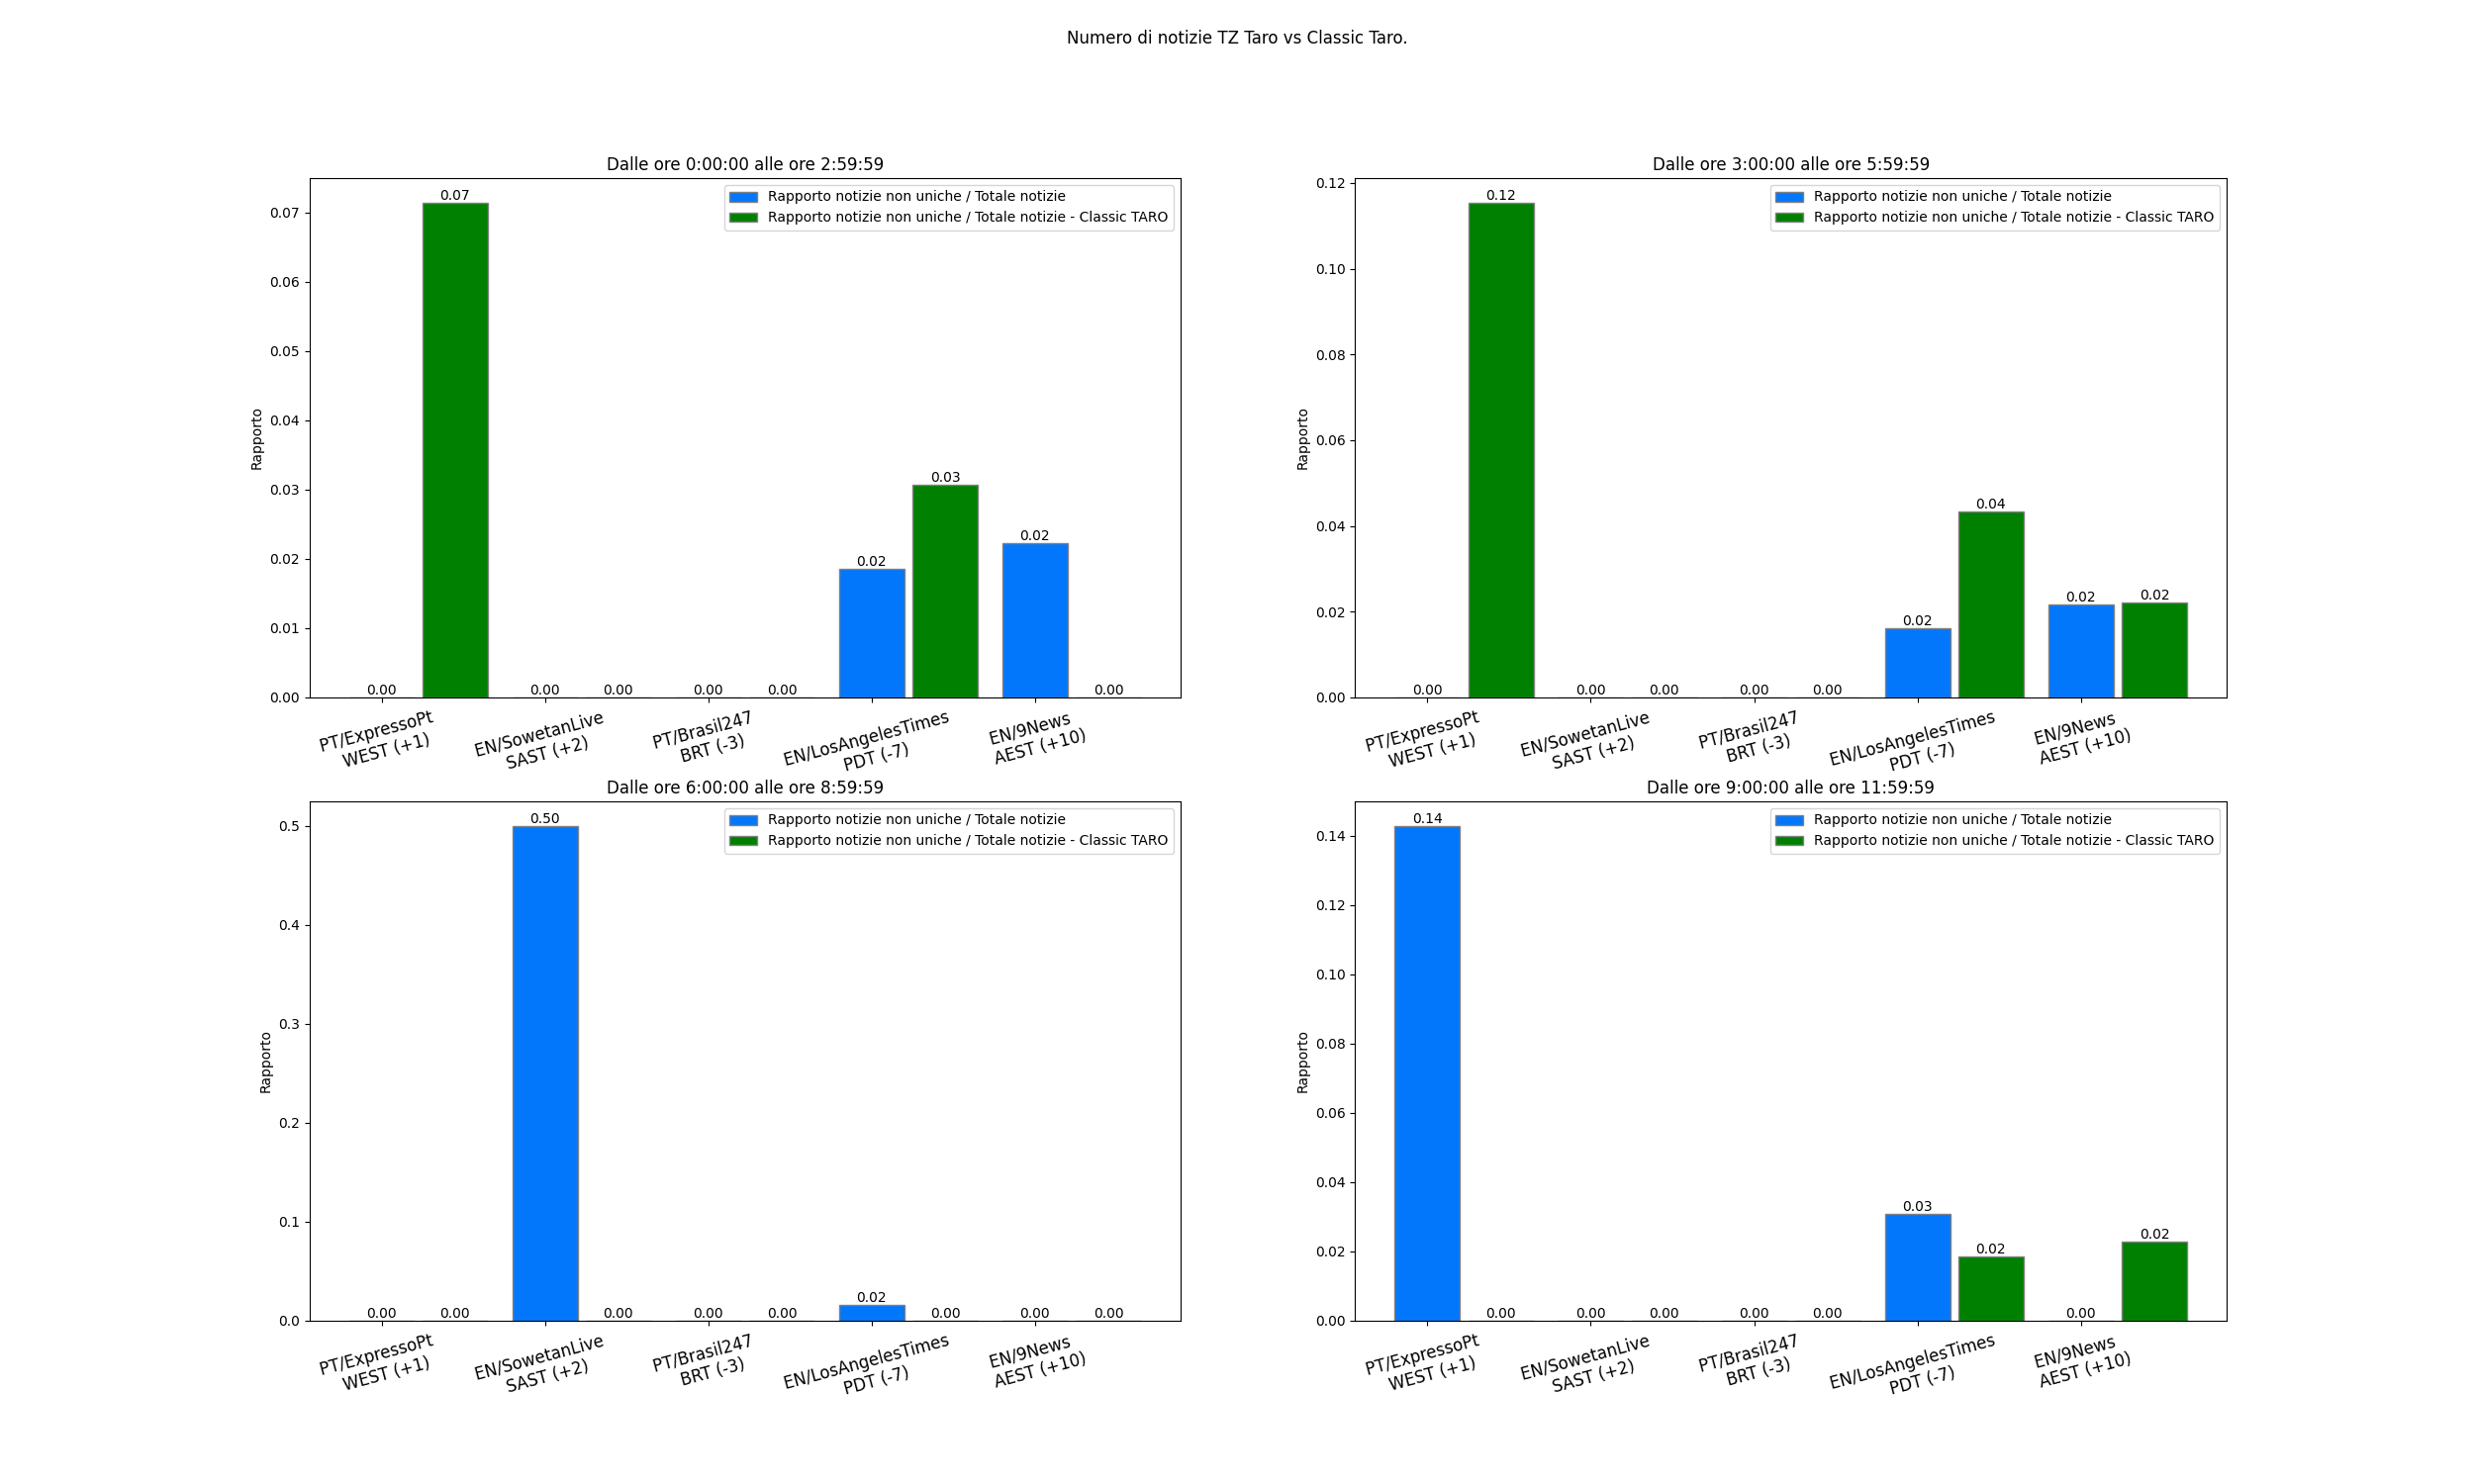 Numero di notizie TZ Taro vs Classic Taro.
Dalle ore 0:00:00 alle ore 2:59:59
Rapporto notizie non uniche / Totale notizie
Rapporto notizie non uniche / Totale notizie - Classic TARO
Rapporto
0.07
0.06
0.05
0.04
0.03
0.02
0.01
0.00
0.00
0.07
0.00
0.00
0.00
0.00
0.02
0.03
0.02
0.00
PT/ExpressoPt
WEST (+1)
EN/SowetanLive
SAST (+2)
PT/Brasil247
BRT (-3)
EN/LosAngelesTimes
PDT (-7)
EN/9News
AEST (+10)
Dalle ore 3:00:00 alle ore 5:59:59
Rapporto notizie non uniche / Totale notizie
Rapporto notizie non uniche / Totale notizie - Classic TARO
Rapporto
0.12
0.10
0.08
0.06
0.04
0.02
0.00
0.00
0.12
0.00
0.00
0.00
0.00
0.02
0.04
0.02
0.02
PT/ExpressoPt
WEST (+1)
EN/SowetanLive
SAST (+2)
PT/Brasil247
BRT (-3)
EN/LosAngelesTimes
PDT (-7)
EN/9News
AEST (+10)
Dalle ore 6:00:00 alle ore 8:59:59
Rapporto notizie non uniche / Totale notizie
Rapporto notizie non uniche / Totale notizie - Classic TARO
Rapporto
0.5
0.4
0.3
0.2
0.1
0.0
0.00
0.00
0.50
0.00
0.00
0.00
0.02
0.00
0.00
0.00
PT/ExpressoPt
WEST (+1)
EN/SowetanLive
SAST (+2)
PT/Brasil247
BRT (-3)
EN/LosAngelesTimes
PDT (-7)
EN/9News
AEST (+10)
Dalle ore 9:00:00 alle ore 11:59:59
Rapporto notizie non uniche / Totale notizie
Rapporto notizie non uniche / Totale notizie - Classic TARO
Rapporto
0.14
0.12
0.10
0.08
0.06
0.04
0.02
0.00
0.14
0.00
0.00
0.00
0.00
0.00
0.03
0.02
0.00
0.02
PT/ExpressoPt
WEST (+1)
EN/SowetanLive
SAST (+2)
PT/Brasil247
BRT (-3)
EN/LosAngelesTimes
PDT (-7)
EN/9News
AEST (+10)